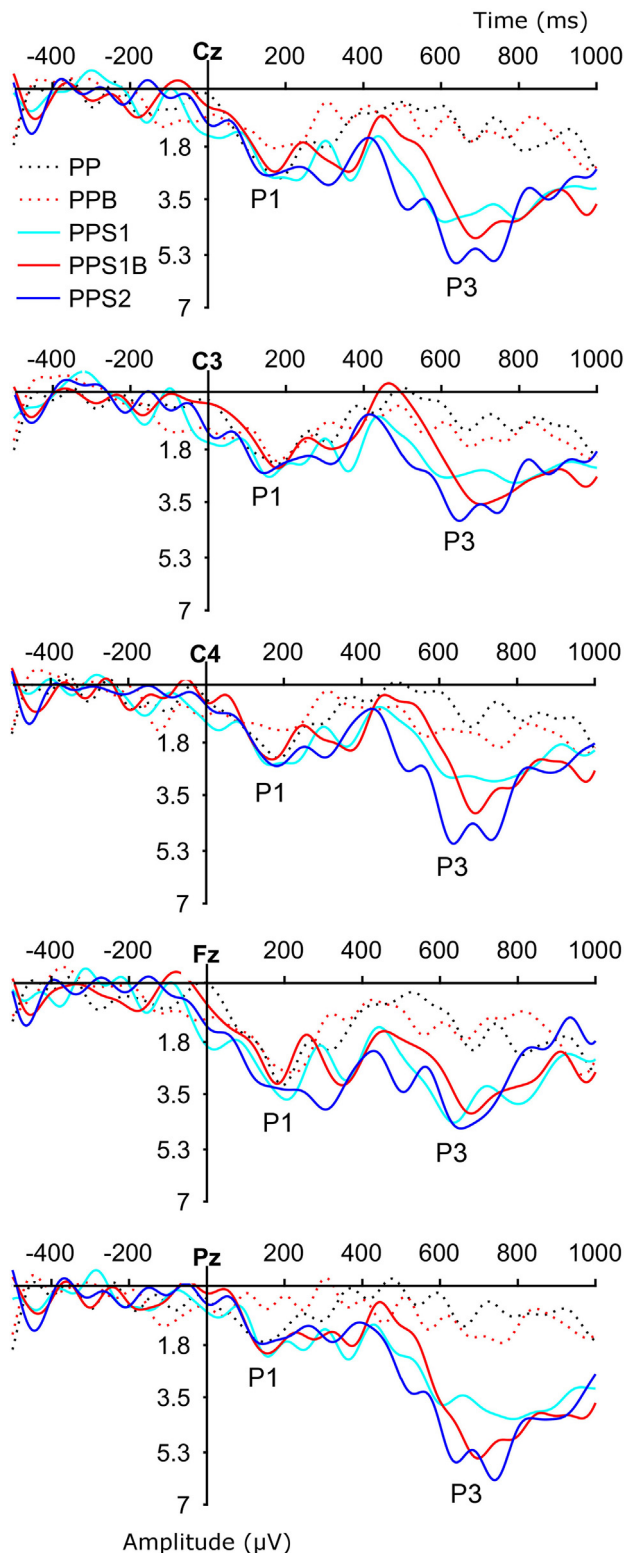 Time (ms)
-400 -200 Cz 200 400 600 800 1000
1.8
3.5
5.3
7
PP
PPB
PPS1
PPS1B
PPS2
P1
P3
-400 -200 C3 200 400 600 800 1000
1.8
3.5
5.3
7
P1
P3
-400 -200 C4 200 400 600 800 1000
1.8
3.5
5.3
7
P1
P3
-400 -200 Fz 200 400 600 800 1000
1.8
3.5
5.3
7
P1
P3
-400 -200 Pz 200 400 600 800 1000
1.8
3.5
5.3
7
P1
P3
Amplitude (µV)